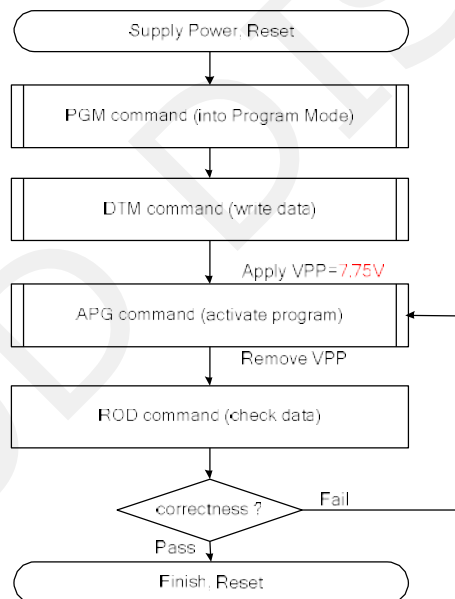 Supply Power, Reset
PGM command (into Program Mode)
DTM command (write data)
Apply VPP=7.75V
APG command (activate program)
Remove VPP
ROD command (check data)
correctness ?
Fail
Pass
Finish, Reset